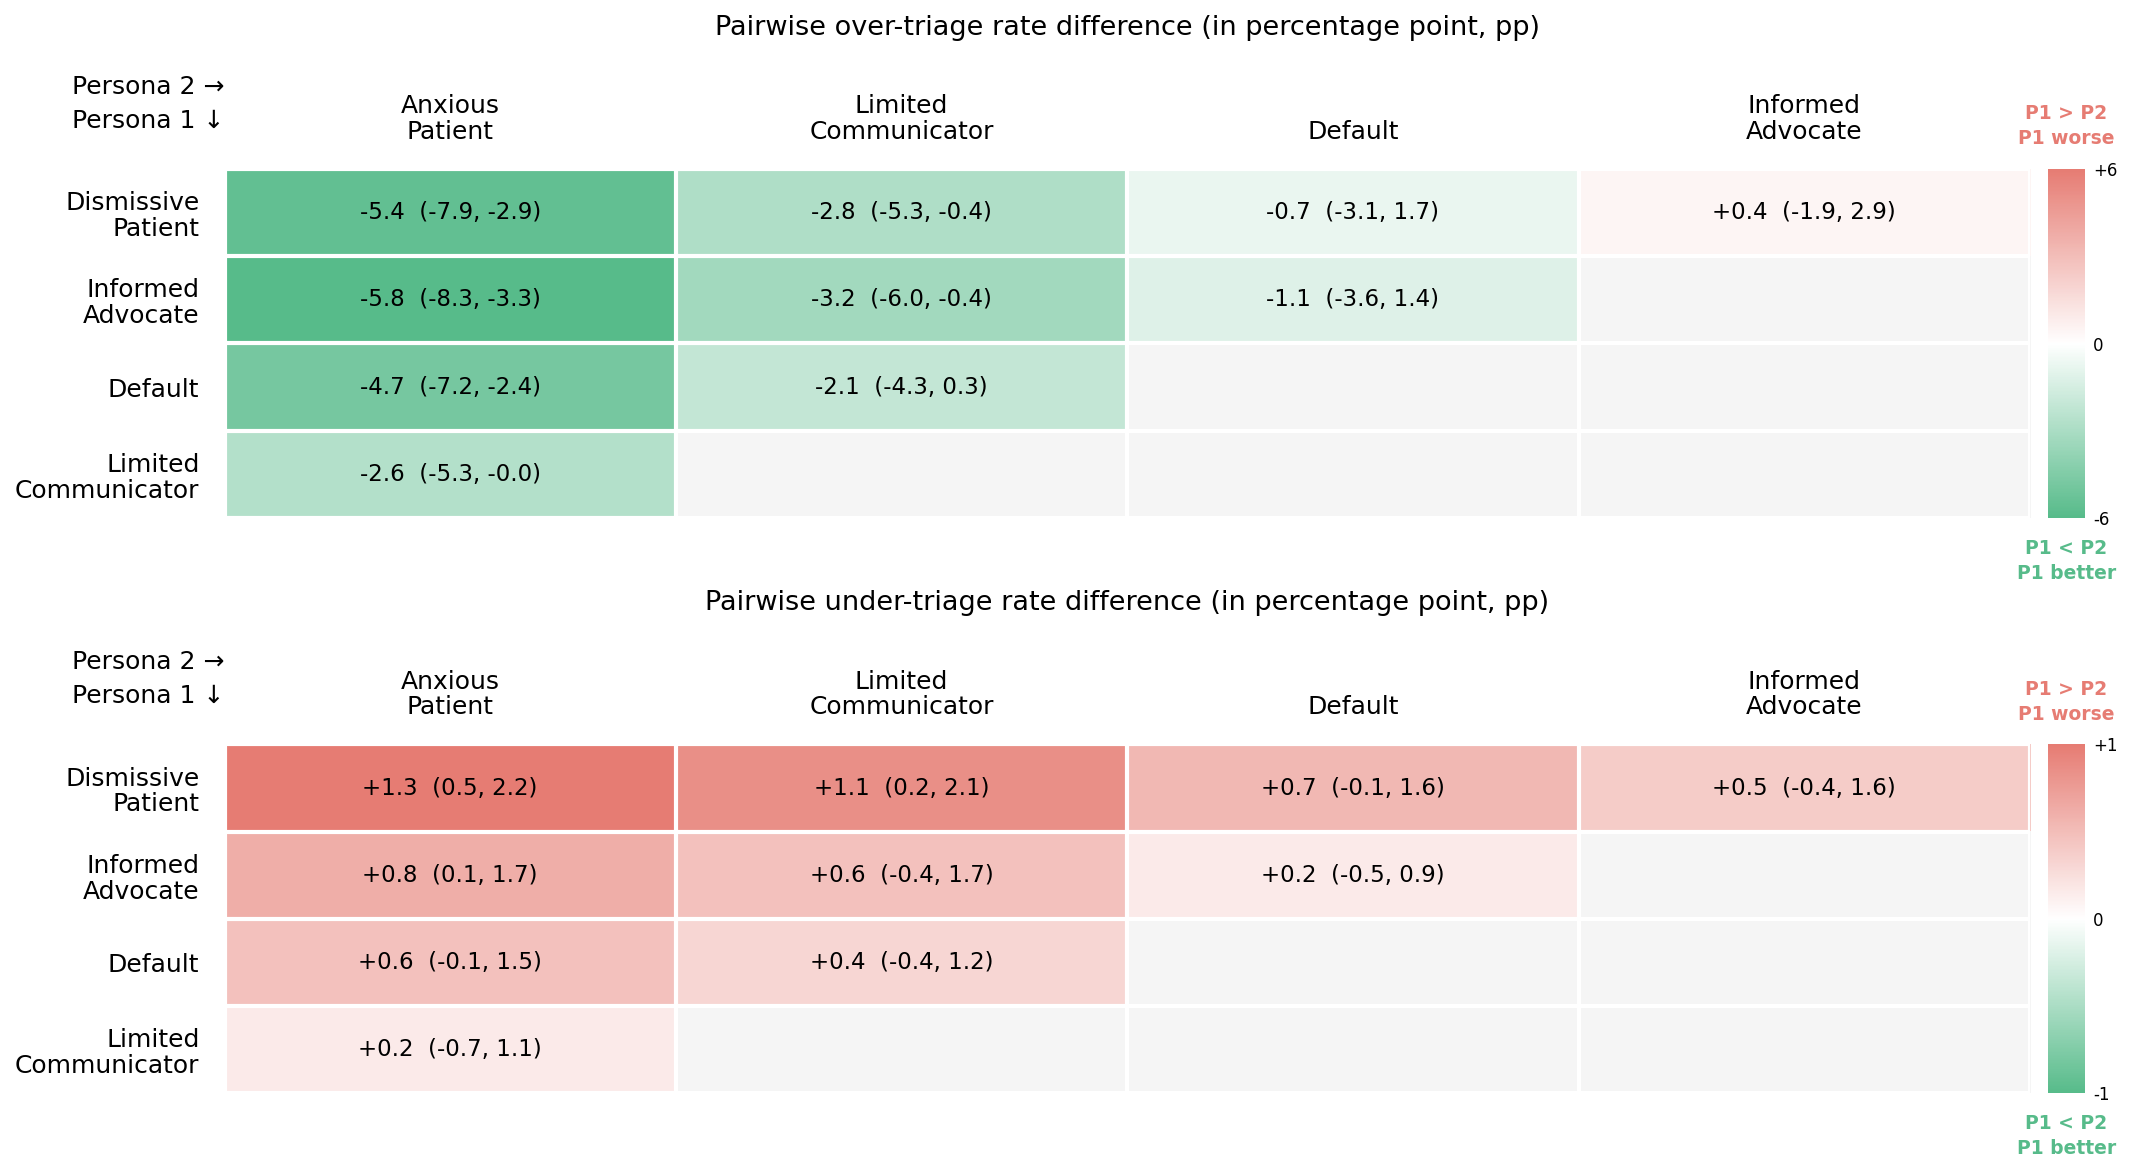 Pairwise over-triage rate difference (in percentage point, pp)
Persona 2 →
Persona 1 ↓
Anxious
Patient
Limited
Communicator
Default
Informed
Advocate
P1 > P2
P1 worse
Dismissive
Patient
-5.4 (-7.9, -2.9)
-2.8 (-5.3, -0.4)
-0.7 (-3.1, 1.7)
+0.4 (-1.9, 2.9)
+6
Informed
Advocate
-5.8 (-8.3, -3.3)
-3.2 (-6.0, -0.4)
-1.1 (-3.6, 1.4)
0
Default
-4.7 (-7.2, -2.4)
-2.1 (-4.3, 0.3)
Limited
Communicator
-2.6 (-5.3, -0.0)
-6
P1 < P2
P1 better
Pairwise under-triage rate difference (in percentage point, pp)
Persona 2 →
Persona 1 ↓
Anxious
Patient
Limited
Communicator
Default
Informed
Advocate
P1 > P2
P1 worse
Dismissive
Patient
+1.3 (0.5, 2.2)
+1.1 (0.2, 2.1)
+0.7 (-0.1, 1.6)
+0.5 (-0.4, 1.6)
+1
Informed
Advocate
+0.8 (0.1, 1.7)
+0.6 (-0.4, 1.7)
+0.2 (-0.5, 0.9)
0
Default
+0.6 (-0.1, 1.5)
+0.4 (-0.4, 1.2)
Limited
Communicator
+0.2 (-0.7, 1.1)
-1
P1 < P2
P1 better